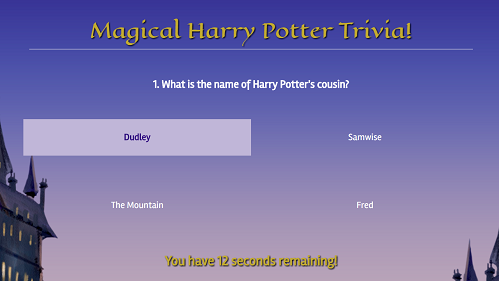 Magical Harry Potter Trivia!
1. What is the name of Harry Potter's cousin?
Dudley
Samwise
The Mountain
Fred
You have 12 seconds remaining!